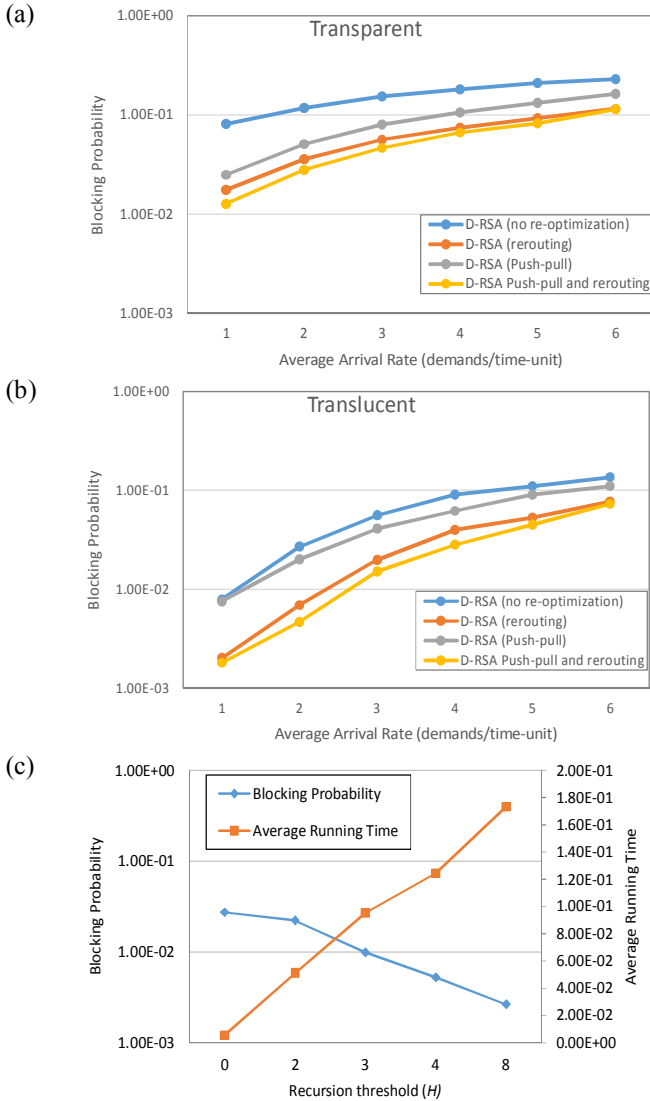 (a)
Transparent
1.00E+00
1.00E-01
1.00E-02
1.00E-03
Blocking Probability
D-RSA (no re-optimization)
D-RSA (rerouting)
D-RSA (Push-pull)
D-RSA Push-pull and rerouting
1 2 3 4 5 6
Average Arrival Rate (demands/time-unit)
(b)
Translucent
1.00E+00
1.00E-01
1.00E-02
1.00E-03
Blocking Probability
D-RSA (no re-optimization)
D-RSA (rerouting)
D-RSA (Push-pull)
D-RSA Push-pull and rerouting
1 2 3 4 5 6
Average Arrival Rate (demands/time-unit)
(c)
1.00E+00
1.00E-01
1.00E-02
1.00E-03
Blocking Probability
Blocking Probability
Average Running Time
2.00E-01
1.80E-01
1.60E-01
1.40E-01
1.20E-01
1.00E-01
8.00E-02
6.00E-02
4.00E-02
2.00E-02
0.00E+00
Average Running Time
0 2 3 4 8
Recursion threshold (H)